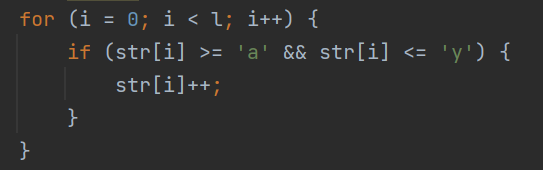 for (i = 0; i < l; i++) {
    if (str[i] >= 'a' && str[i] <= 'y') {
        str[i]++;
    }
}